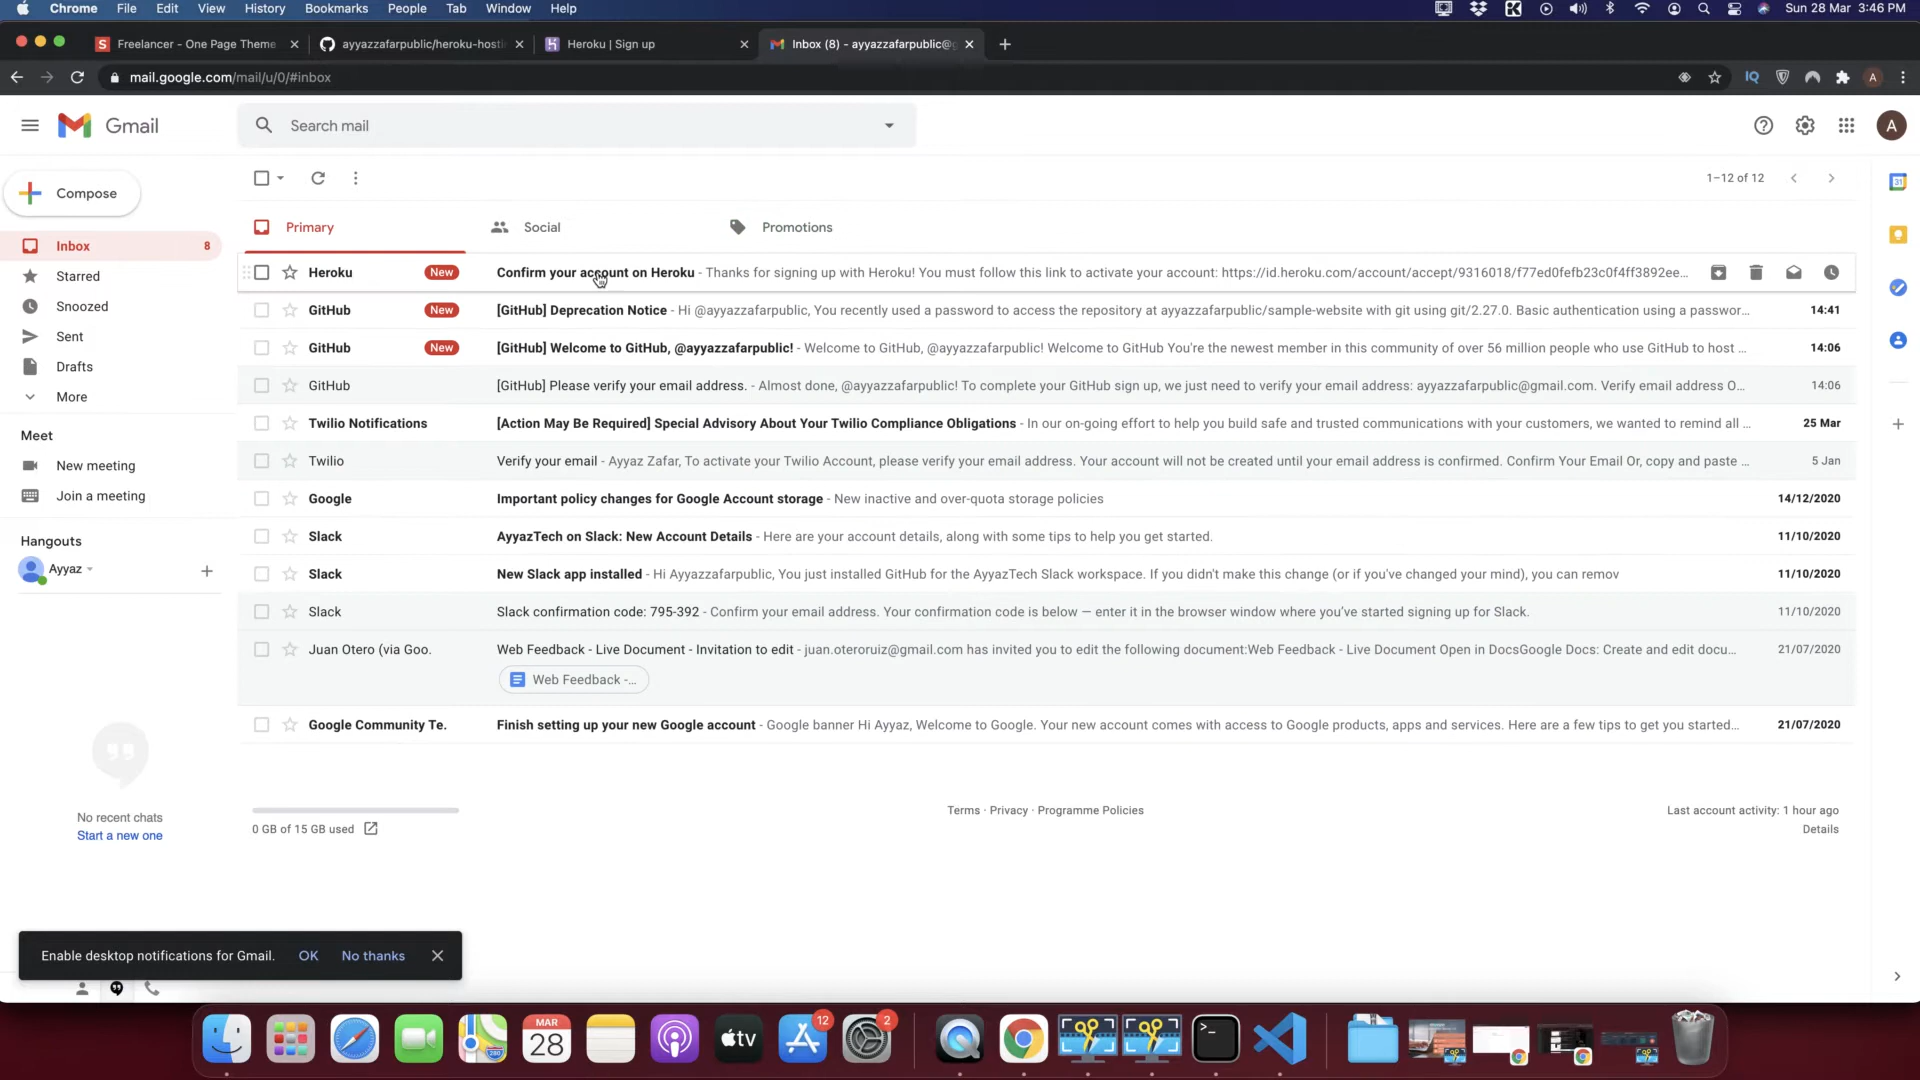 Chrome File Edit View History Bookmarks People Tab Window Help Sun 28 Mar 3:46 PM
Freelancer - One Page Theme ayyazzafarpublic/heroku-hosti Heroku | Sign up Inbox (8) - ayyazzafarpublic@g
mail.google.com/mail/u/0/#inbox IQ A
Gmail Search mail A
Compose 1–12 of 12 31
Primary Social Promotions
Inbox 8
Starred
Snoozed
Sent
Drafts
More
Heroku New Confirm your account on Heroku - Thanks for signing up with Heroku! You must follow this link to activate your account: https://id.heroku.com/account/accept/9316018/f77ed0fefb23c0f4ff3892ee...
GitHub New [GitHub] Deprecation Notice - Hi @ayyazzafarpublic, You recently used a password to access the repository at ayyazzafarpublic/sample-website with git using git/2.27.0. Basic authentication using a passwor... 14:41
GitHub New [GitHub] Welcome to GitHub, @ayyazzafarpublic! - Welcome to GitHub, @ayyazzafarpublic! Welcome to GitHub You're the newest member in this community of over 56 million people who use GitHub to host ... 14:06
GitHub [GitHub] Please verify your email address. - Almost done, @ayyazzafarpublic! To complete your GitHub sign up, we just need to verify your email address: ayyazzafarpublic@gmail.com. Verify email address O... 14:06
Twilio Notifications [Action May Be Required] Special Advisory About Your Twilio Compliance Obligations - In our on-going effort to help you build safe and trusted communications with your customers, we wanted to remind all ... 25 Mar
Twilio Verify your email - Ayyaz Zafar, To activate your Twilio Account, please verify your email address. Your account will not be created until your email address is confirmed. Confirm Your Email Or, copy and paste ... 5 Jan
Google Important policy changes for Google Account storage - New inactive and over-quota storage policies 14/12/2020
Slack AyyazTech on Slack: New Account Details - Here are your account details, along with some tips to help you get started. 11/10/2020
Slack New Slack app installed - Hi Ayyazzafarpublic, You just installed GitHub for the AyyazTech Slack workspace. If you didn't make this change (or if you've changed your mind), you can remov 11/10/2020
Slack Slack confirmation code: 795-392 - Confirm your email address. Your confirmation code is below — enter it in the browser window where you've started signing up for Slack. 11/10/2020
Juan Otero (via Goo. Web Feedback - Live Document - Invitation to edit - juan.oteroruiz@gmail.com has invited you to edit the following document:Web Feedback - Live Document Open in DocsGoogle Docs: Create and edit docu... 21/07/2020
Web Feedback -...
Google Community Te. Finish setting up your new Google account - Google banner Hi Ayyaz, Welcome to Google. Your new account comes with access to Google products, apps and services. Here are a few tips to get you started... 21/07/2020
Meet
New meeting
Join a meeting
Hangouts
Ayyaz
No recent chats
Start a new one
0 GB of 15 GB used
Terms · Privacy · Programme Policies
Last account activity: 1 hour ago
Details
Enable desktop notifications for Gmail. OK No thanks
MAR
28
280
tv
12
2